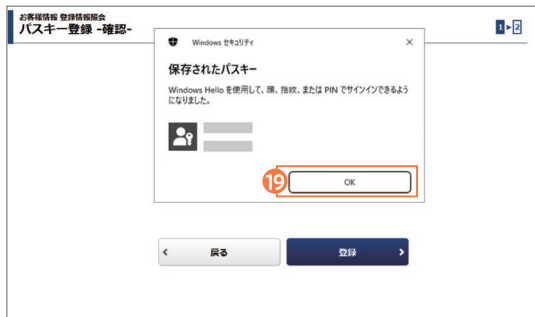 お客様情報 登録情報照会
パスキー登録 -確認-
1▶2
Windows セキュリティ
×
保存されたパスキー
Windows Hello を使用して、顔、指紋、または PIN でサインインできるよう
になりました。
19
OK
< 戻る
登録 >